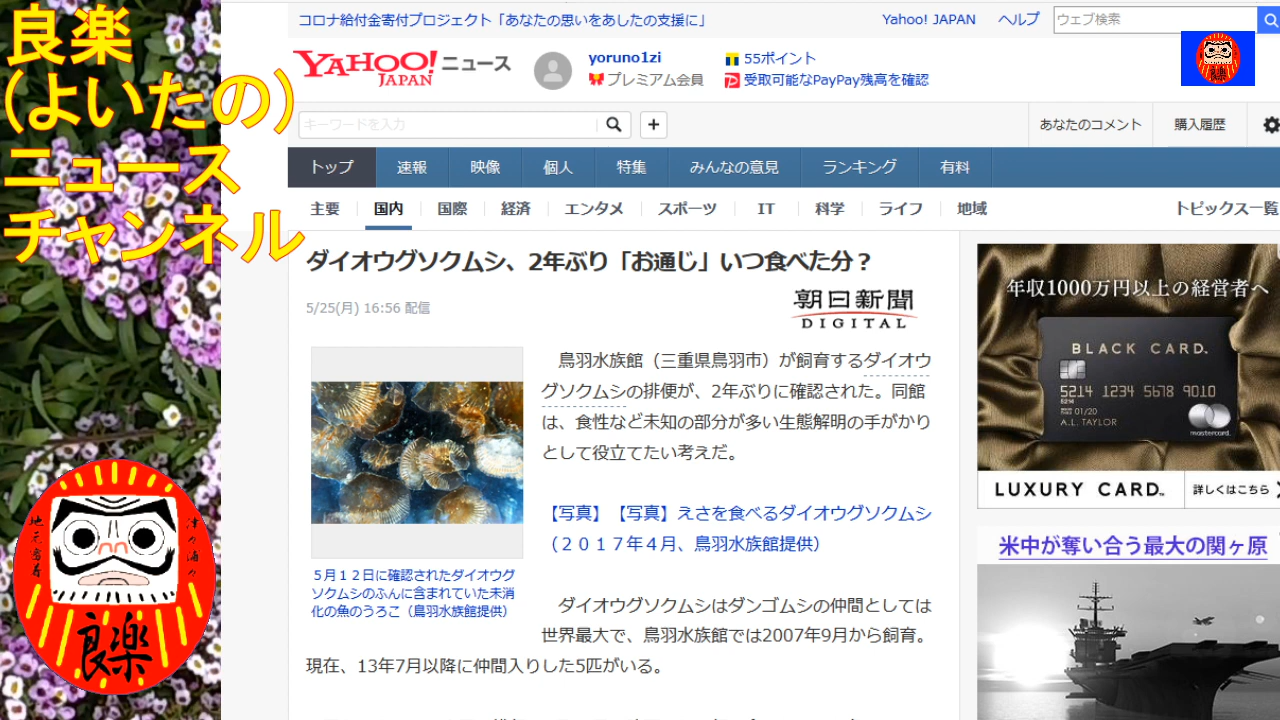 良楽
（よいたの）
ニュース
チャンネル
地元密着
津々浦々
良楽
コロナ給付金寄付プロジェクト「あなたの思いをあしたの支援に」
Yahoo! JAPAN ヘルプ
ウェブ検索
YAHOO! JAPAN ニュース
yoruno1zi
プレミアム会員
55ポイント
受取可能なPayPay残高を確認
良楽
キーワードを入力
あなたのコメント 購入履歴
トップ 速報 映像 個人 特集 みんなの意見 ランキング 有料
主要 国内 国際 経済 エンタメ スポーツ IT 科学 ライフ 地域 トピックス一覧
ダイオウグソクムシ、2年ぶり「お通じ」いつ食べた分？
5/25(月) 16:56 配信
朝日新聞
DIGITAL
鳥羽水族館（三重県鳥羽市）が飼育するダイオウ
グソクムシの排便が、2年ぶりに確認された。同館
は、食性など未知の部分が多い生態解明の手がかり
として役立てたい考えだ。
【写真】【写真】えさを食べるダイオウグソクムシ
（２０１７年４月、鳥羽水族館提供）
５月１２日に確認されたダイオウグ
ソクムシのふんに含まれていた未消
化の魚のうろこ（鳥羽水族館提供）
ダイオウグソクムシはダンゴムシの仲間としては
世界最大で、鳥羽水族館では2007年9月から飼育。
現在、13年7月以降に仲間入りした5匹がいる。
年収1000万円以上の経営者へ
BLACK CARD.
5214 1234 5678 9010
5214
01/20
A.L. TAYLOR
mastercard.
LUXURY CARD™ 詳しくはこちら
米中が奪い合う最大の関ヶ原